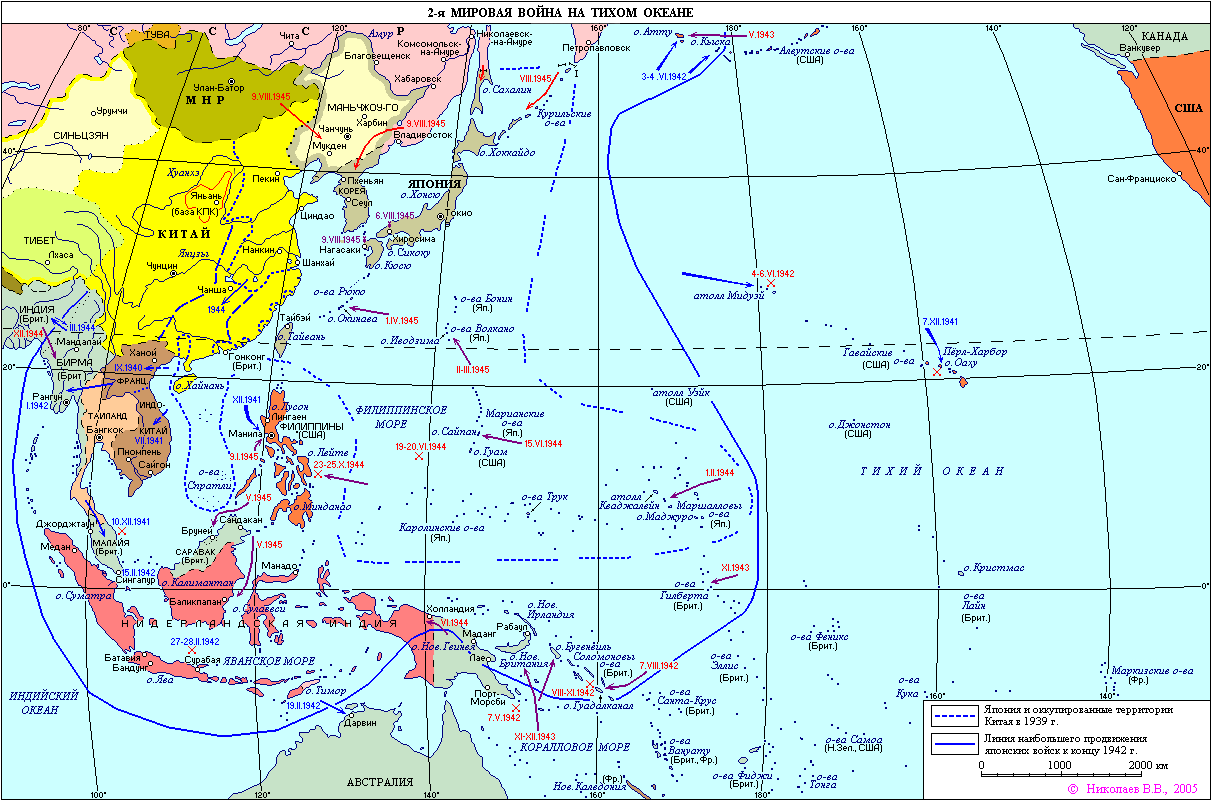 2-я МИРОВАЯ ВОЙНА НА ТИХОМ ОКЕАНЕ
80°
С С С Р
120°
160°
180°
160°
120°
ТУВА
Чита
Амур
Николаевск-
-на-Амуре
Комсомольск-
на-Амуре
Благовещенск
Хабаровск
Петропавловск
о.Атту
V.1943
о.Кыска
Алеутские о-ва
(США)
3-4.VI.1942
КАНАДА
Ванкувер
США
Сан-Франциско
Улан-Батор
МНР
9.VIII.1945
МАНЬЧЖОУ-ГО
Харбин
Чанчунь
Мукден
9.VIII.1945
Владивосток
о.Сахалин
VIII.1945
Курильские
о-ва
о.Хоккайдо
Урумчи
СИНЬЦЗЯН
40°
40°
40°
Хуанхэ
Яньань
(база КПК)
Пекин
Пхеньян
КОРЕЯ
Сеул
ЯПОНИЯ
о.Хонсю
Токио
Циндао
6.VIII.1945
Хиросима
9.VIII.1945
Нагасаки
о.Сикоку
о.Кюсю
КИТАЙ
ТИБЕТ
Лхаса
Янцзы
Нанкин
Шанхай
Чунцин
Чанша
1944
о-ва Рюкю
о.Окинава
1.IV.1945
о-ва Бонин
(Яп.)
о-ва Волкано
(Яп.)
о.Иводзима
II-III.1945
4-6.VI.1942
атолл Мидуэй
7.XII.1941
Пёрл-Харбор
о.Оаху
Гавайские
о-ва
(США)
ИНДИЯ
(Брит.)
III.1944
XII.1944
Мандалай
БИРМА
(Брит.)
Рангун
I.1942
Ханой
IX.1940
ФРАНЦ.
ИНДО-
КИТАЙ
VII.1941
Гонконг
(Брит.)
Тайбэй
о.Тайвань
о.Хайнань
20°
20°
20°
ТАИЛАНД
Бангкок
Пномпень
Сайгон
XII.1941
о.Лусон
Лингаен
ФИЛИППИНЫ
(США)
Манила
9.I.1945
о.Лейте
23-25.X.1944
о.Минданао
ФИЛИППИНСКОЕ
МОРЕ
19-20.VI.1944
Марианские
о-ва
(Яп.)
о.Сайпан
15.VI.1944
о.Гуам
(США)
атолл Уэйк
(США)
о.Джонстон
(США)
ТИХИЙ ОКЕАН
о-ва
Спратли
V.1945
1.II.1944
атолл
Кваджалейн
Маршалловы
о.Маджуро
о-ва
(Яп.)
о-ва Трук
Каролинские о-ва
(Яп.)
Джорджтаун
10.XII.1941
МАЛАЙЯ
(Брит.)
Медан
15.II.1942
Сингапур
Бруней
Сандакан
САРАВАК
(Брит.)
V.1945
Манадо
0°
0°
о.Суматра
о.Калимантан
Баликпапан
о.Сулавеси
НИДЕРЛАНДСКАЯ ИНДИЯ
Холландия
VI.1944
о.Нов.Гвинея
Маданг
о.Нов.
Ирландия
Рабаул
XI.1943
о-ва
Гилберта
(Брит.)
о.Кристмас
о-ва
Лайн
(Брит.)
о-ва Феникс
(Брит.)
27-28.II.1942
Батавия
Бандунг
Сурабая
ЯВАНСКОЕ МОРЕ
о.Ява
Лае
о.Нов.
Британия
о.Бугенвиль
Соломоновы
о-ва
(Брит.)
7.VIII.1942
VIII-XI.1942
о.Гуадалканал
Порт-
Морсби
7.V.1942
XI-XII.1943
о-ва
Эллис
(Брит.)
о-ва
Санта-Крус
(Брит.)
Маркизские о-ва
(Фр.)
о-ва
Кука
ИНДИЙСКИЙ
ОКЕАН
о.Тимор
19.II.1942
Дарвин
АВСТРАЛИЯ
КОРАЛЛОВОЕ МОРЕ
(Фр.)
Нов.Каледония
о-ва
Вануату
(Брит.,Фр.)
о-ва Фиджи
(Брит.)
о-ва Самоа
(Н.Зел., США)
о-ва
Тонга
160°
140°
Япония и оккупированные территории
Китая в 1939 г.
Линия наибольшего продвижения
японских войск к концу 1942 г.
0 1000 2000 км
© Николаев В.В., 2005
100°
120°
140°
160°
180°